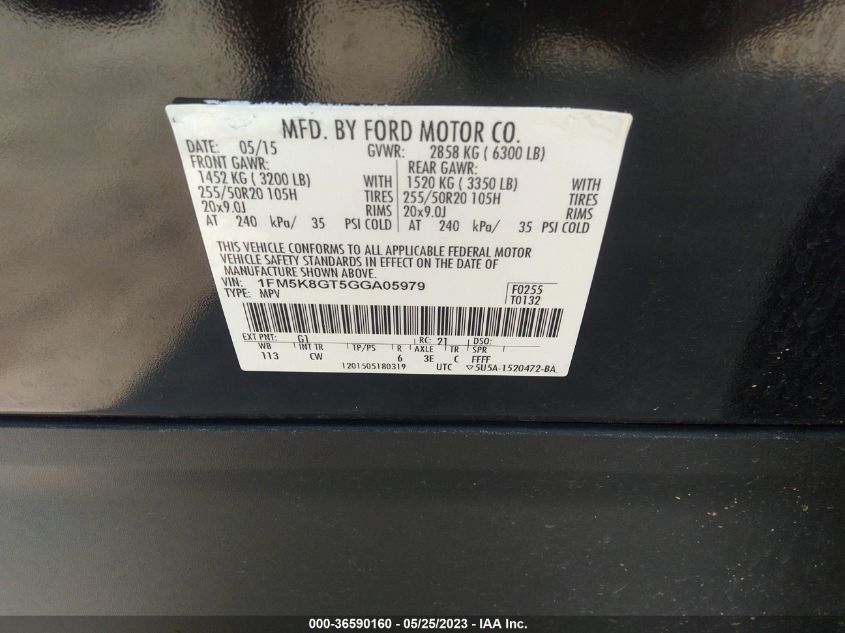 MFD. BY FORD MOTOR CO.
DATE: 05/15 GVWR: 2858 KG ( 6300 LB)
FRONT GAWR: REAR GAWR:
1452 KG ( 3200 LB) WITH 1520 KG ( 3350 LB) WITH
255/50R20 105H TIRES 255/50R20 105H TIRES
20x9.0J RIMS 20x9.0J RIMS
AT 240 kPa/ 35 PSI COLD AT 240 kPa/ 35 PSI COLD
THIS VEHICLE CONFORMS TO ALL APPLICABLE FEDERAL MOTOR
VEHICLE SAFETY STANDARDS IN EFFECT ON THE DATE OF
MANUFACTURE SHOWN ABOVE.
VIN: 1FM5K8GT5GGA05979 F0255
TYPE: MPV T0132
EXT PNT: G1 RC: 21 DSO:
WB INT TR TP/PS R AXLE TR SPR
113 CW 6 3E C FFFF
1201505180319 UTC ▽5U5A-1520472-BA
000-36590160 - 05/25/2023 - IAA Inc.